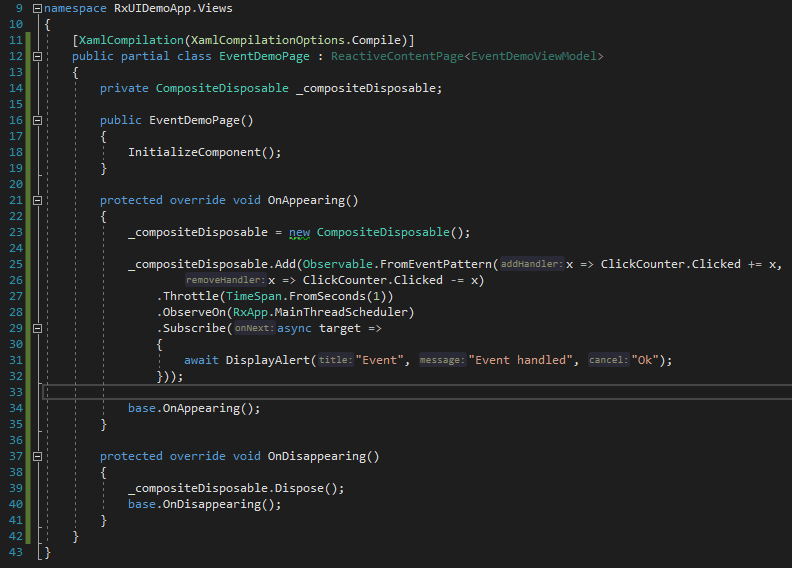 9 namespace RxUIDemoApp.Views
10 {
11 [XamlCompilation(XamlCompilationOptions.Compile)]
12 public partial class EventDemoPage : ReactiveContentPage<EventDemoViewModel>
13 {
14 private CompositeDisposable _compositeDisposable;
15
16 public EventDemoPage()
17 {
18 InitializeComponent();
19 }
20
21 protected override void OnAppearing()
22 {
23 _compositeDisposable = new CompositeDisposable();
24
25 _compositeDisposable.Add(Observable.FromEventPattern(addHandler:x => ClickCounter.Clicked += x,
26 removeHandler:x => ClickCounter.Clicked -= x)
27 .Throttle(TimeSpan.FromSeconds(1))
28 .ObserveOn(RxApp.MainThreadScheduler)
29 .Subscribe(onNext:async target =>
30 {
31 await DisplayAlert(title:"Event", message:"Event handled", cancel:"Ok");
32 }));
33
34 base.OnAppearing();
35 }
36
37 protected override void OnDisappearing()
38 {
39 _compositeDisposable.Dispose();
40 base.OnDisappearing();
41 }
42 }
43 }